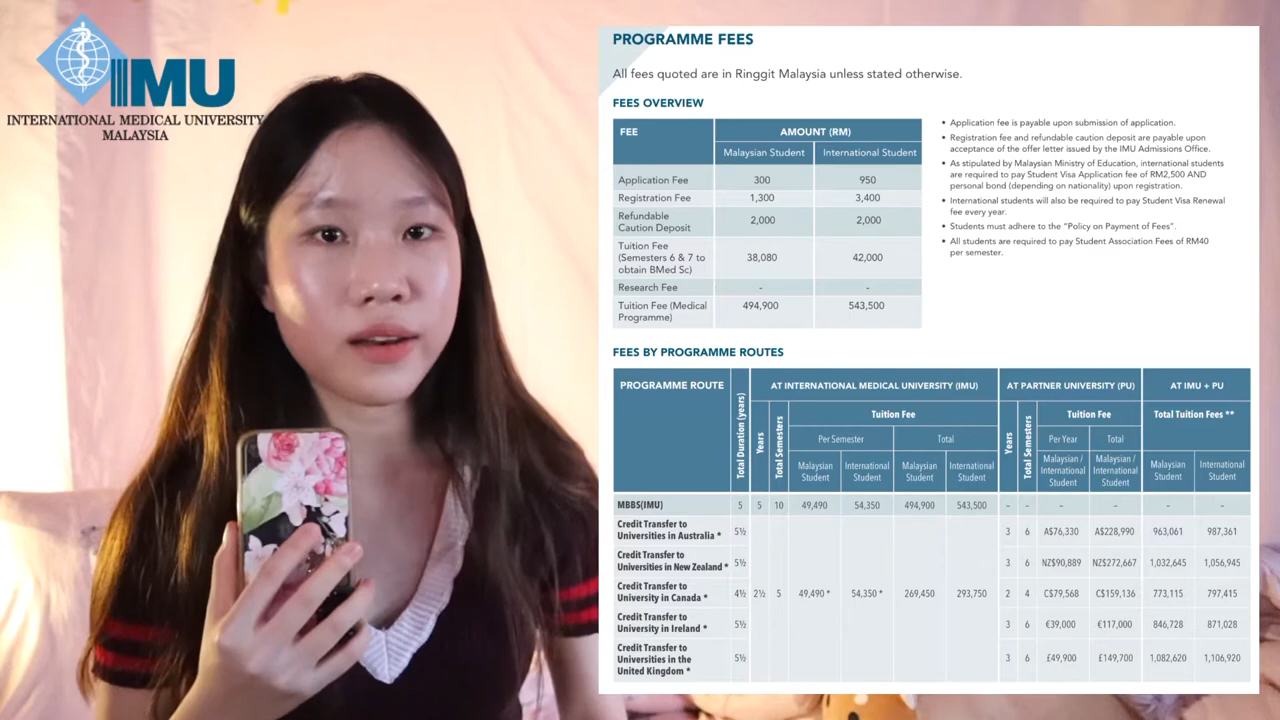 IMU
INTERNATIONAL MEDICAL UNIVERSITY
MALAYSIA
PROGRAMME FEES
All fees quoted are in Ringgit Malaysia unless stated otherwise.
FEES OVERVIEW
FEE
AMOUNT (RM)
Malaysian Student International Student
Application Fee 300 950
Registration Fee 1,300 3,400
Refundable
Caution Deposit 2,000 2,000
Tuition Fee
(Semesters 6 & 7 to
obtain BMed Sc) 38,080 42,000
Research Fee - -
Tuition Fee (Medical
Programme) 494,900 543,500
• Application fee is payable upon submission of application.
• Registration fee and refundable caution deposit are payable upon
acceptance of the offer letter issued by the IMU Admissions Office.
• As stipulated by Malaysian Ministry of Education, international students
are required to pay Student Visa Application fee of RM2,500 AND
personal bond (depending on nationality) upon registration.
• International students will also be required to pay Student Visa Renewal
fee every year.
• Students must adhere to the “Policy on Payment of Fees”.
• All students are required to pay Student Association Fees of RM40
per semester.
FEES BY PROGRAMME ROUTES
PROGRAMME ROUTE
Total Duration (years)
AT INTERNATIONAL MEDICAL UNIVERSITY (IMU)
AT PARTNER UNIVERSITY (PU)
AT IMU + PU
Years
Total Semesters
Tuition Fee
Per Semester Total
Malaysian
Student
International
Student
Malaysian
Student
International
Student
Years
Total Semesters
Tuition Fee
Per Year Total
Malaysian /
International
Student
Malaysian /
International
Student
Total Tuition Fees **
Malaysian
Student
International
Student
MBBS(IMU) 5 5 10 49,490 54,350 494,900 543,500 - - - - - -
Credit Transfer to
Universities in Australia * 5½ 3 6 A$76,330 A$228,990 963,061 987,361
Credit Transfer to
Universities in New Zealand * 5½ 3 6 NZ$90,889 NZ$272,667 1,032,645 1,056,945
Credit Transfer to
University in Canada * 4½ 2½ 5 49,490 * 54,350 * 269,450 293,750 2 4 C$79,568 C$159,136 773,115 797,415
Credit Transfer to
University in Ireland * 5½ 3 6 €39,000 €117,000 846,728 871,028
Credit Transfer to
Universities in the
United Kingdom * 5½ 3 6 £49,900 £149,700 1,082,620 1,106,920